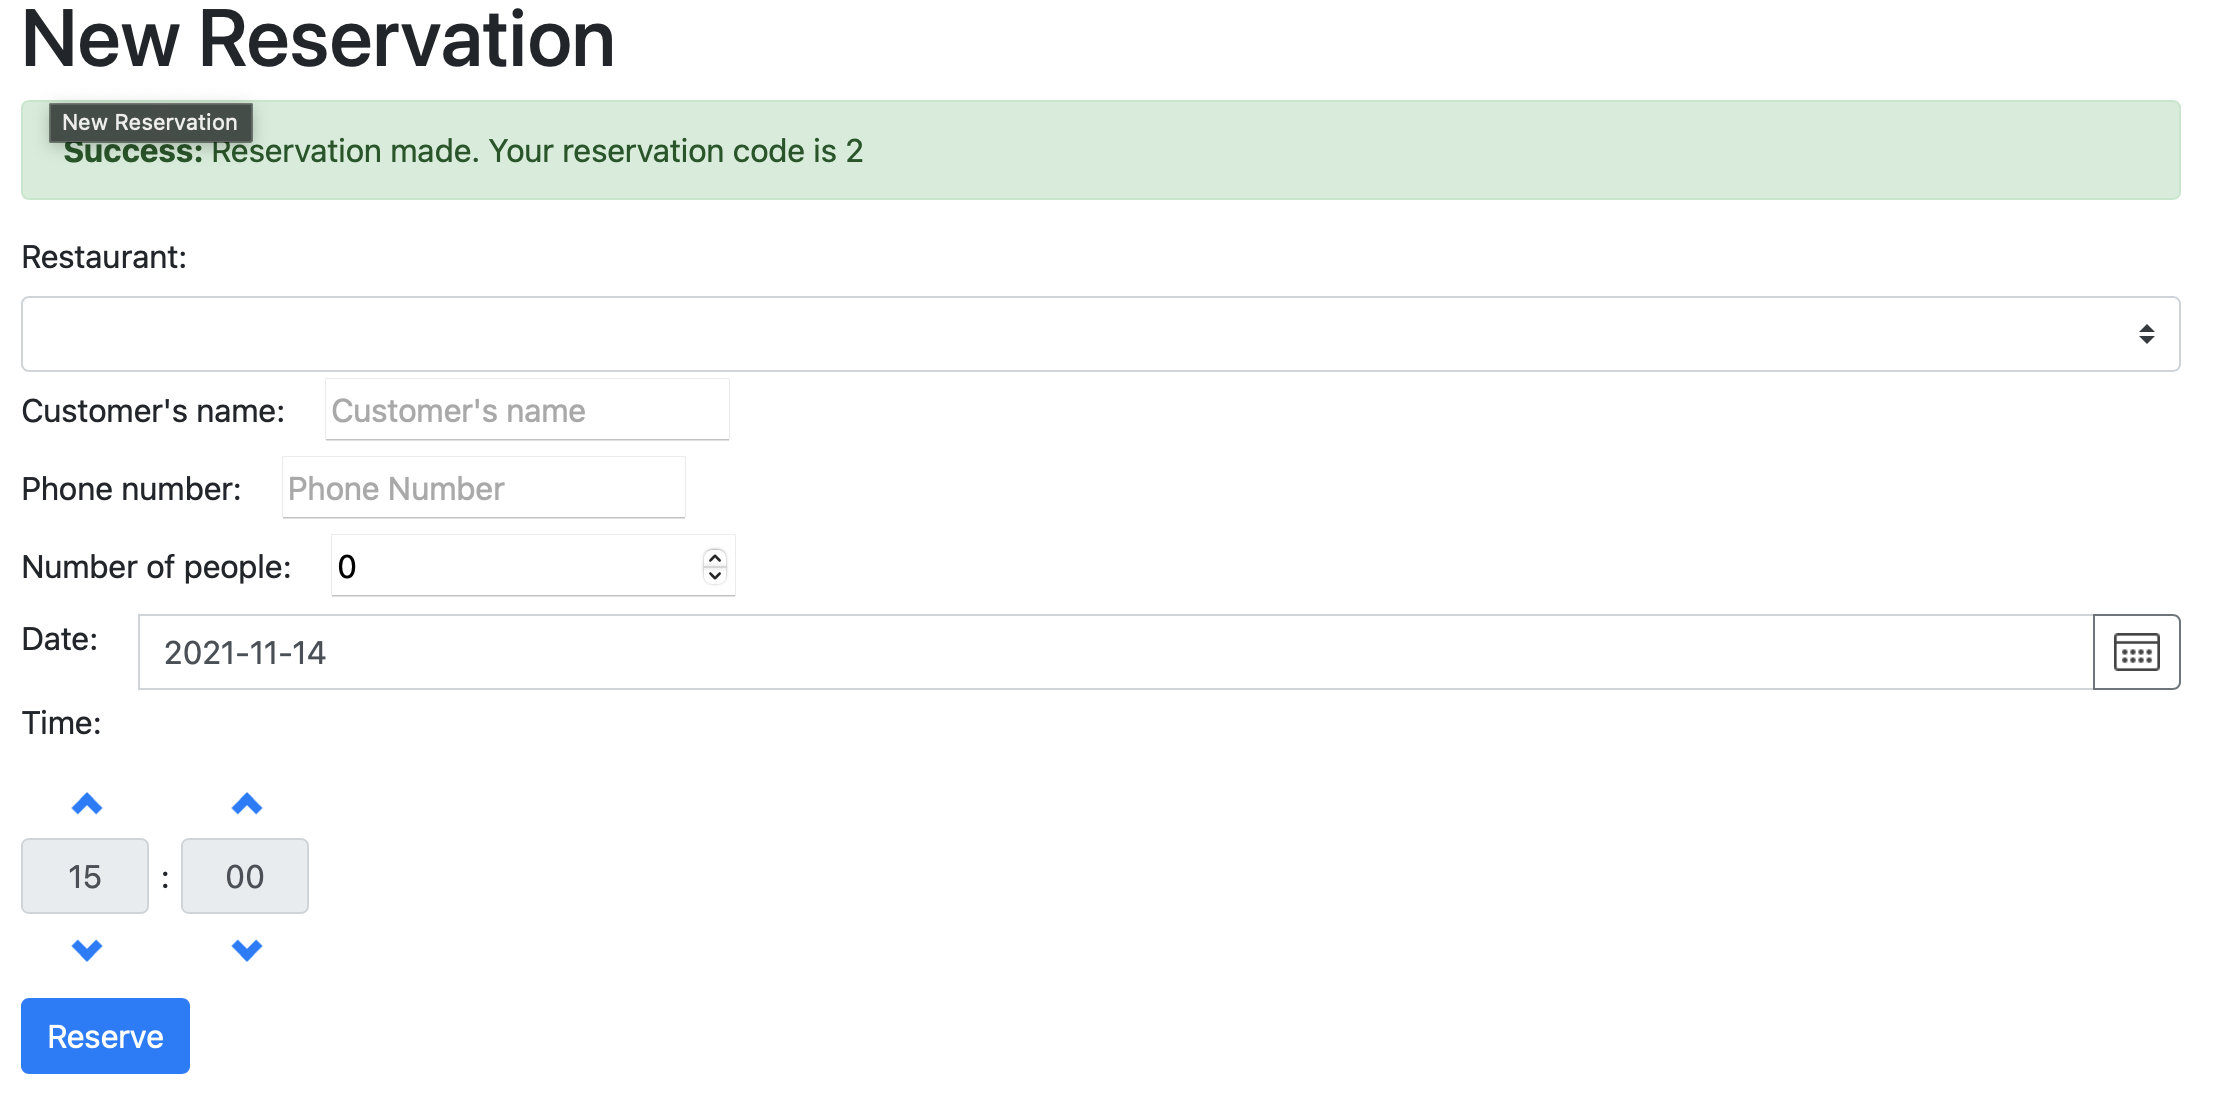 New Reservation
New Reservation
Success: Reservation made. Your reservation code is 2
Restaurant:
Customer's name: Customer's name
Phone number: Phone Number
Number of people: 0
Date: 2021-11-14
Time:
15 : 00
Reserve